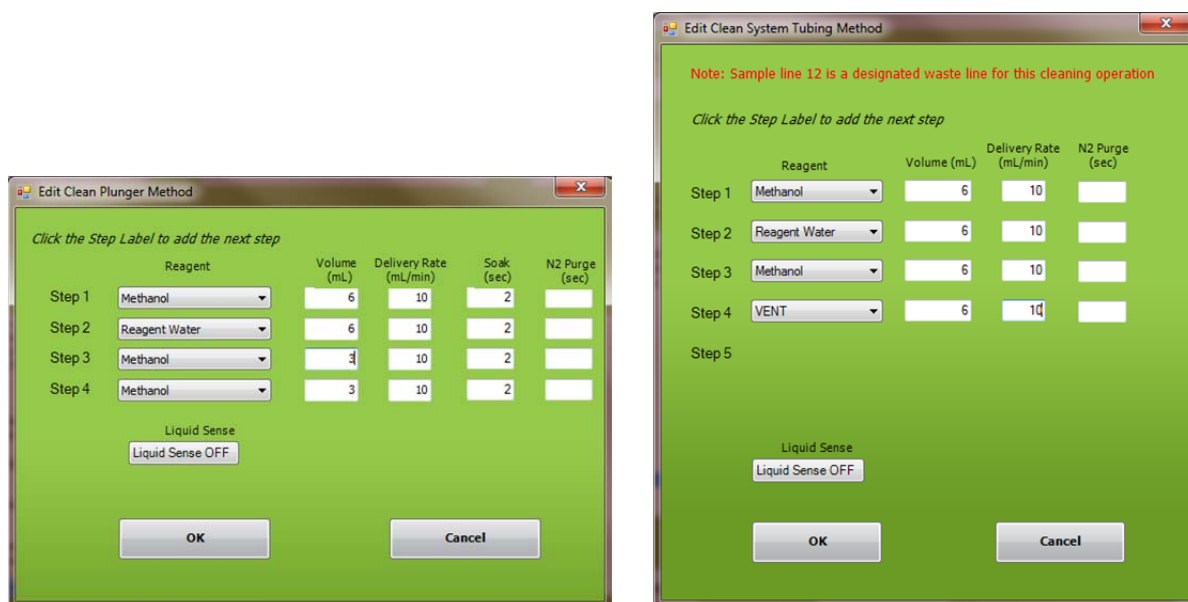 Edit Clean Plunger Method
Click the Step Label to add the next step
Reagent Volume (mL) Delivery Rate (mL/min) Soak (sec) N2 Purge (sec)
Step 1 Methanol 6 10 2
Step 2 Reagent Water 6 10 2
Step 3 Methanol 3 10 2
Step 4 Methanol 3 10 2
Liquid Sense
Liquid Sense OFF
OK Cancel
Edit Clean System Tubing Method
Note: Sample line 12 is a designated waste line for this cleaning operation
Click the Step Label to add the next step
Reagent Volume (mL) Delivery Rate (mL/min) N2 Purge (sec)
Step 1 Methanol 6 10
Step 2 Reagent Water 6 10
Step 3 Methanol 6 10
Step 4 VENT 6 10
Step 5
Liquid Sense
Liquid Sense OFF
OK Cancel